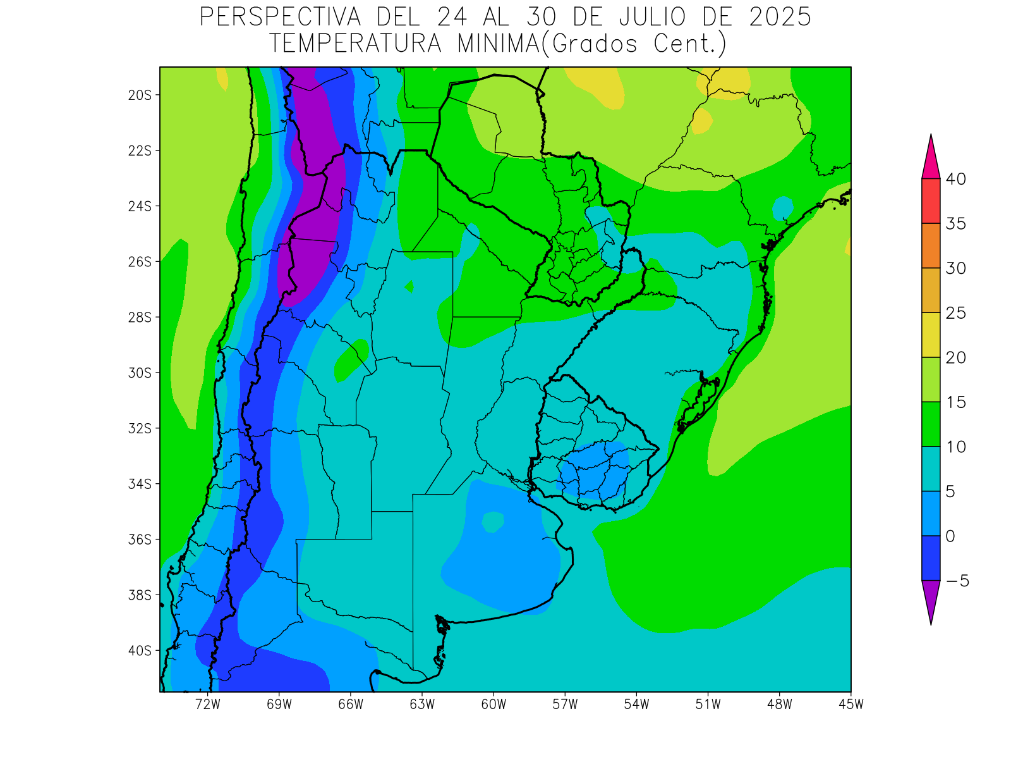 PERSPECTIVA DEL 24 AL 30 DE JULIO DE 2025
TEMPERATURA MINIMA(Grados Cent.)
20S
22S
24S
26S
28S
30S
32S
34S
36S
38S
40S
72W 69W 66W 63W 60W 57W 54W 51W 48W 45W
40
35
30
25
20
15
10
5
0
−5